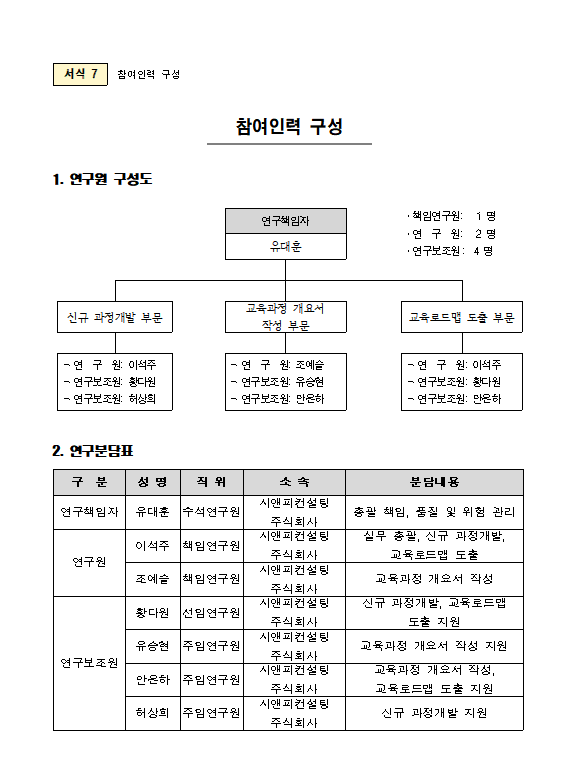 서식 7 참여인력 구성
참여인력 구성
1. 연구원 구성도
연구책임자
유대훈
·책임연구원: 1 명
·연 구 원: 2 명
·연구보조원: 4 명
신규 과정개발 부문
교육과정 개요서
작성 부문
교육로드맵 도출 부문
¬ 연 구 원: 이석주
¬ 연구보조원: 황다원
¬ 연구보조원: 허상희
¬ 연 구 원: 조예슬
¬ 연구보조원: 유승현
¬ 연구보조원: 안은하
¬ 연 구 원: 이석주
¬ 연구보조원: 황다원
¬ 연구보조원: 안은하
2. 연구분담표
구 분 성 명 직 위 소 속 분담내용
연구책임자 유대훈 수석연구원 시앤피컨설팅
주식회사 총괄 책임, 품질 및 위험 관리
연구원 이석주 책임연구원 시앤피컨설팅
주식회사 실무 총괄, 신규 과정개발,
교육로드맵 도출
조예슬 책임연구원 시앤피컨설팅
주식회사 교육과정 개요서 작성
연구보조원 황다원 선임연구원 시앤피컨설팅
주식회사 신규 과정개발, 교육로드맵
도출 지원
유승현 주임연구원 시앤피컨설팅
주식회사 교육과정 개요서 작성 지원
안은하 주임연구원 시앤피컨설팅
주식회사 교육과정 개요서 작성,
교육로드맵 도출 지원
허상희 주임연구원 시앤피컨설팅
주식회사 신규 과정개발 지원